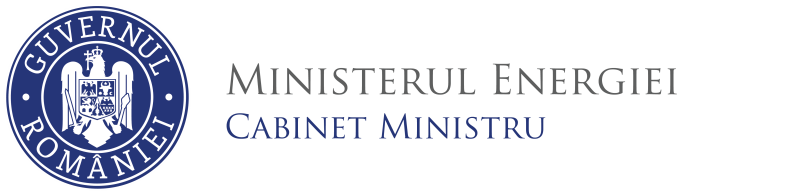 GUVERNUL
ROMÂNIEI
MINISTERUL ENERGIEI
CABINET MINISTRU